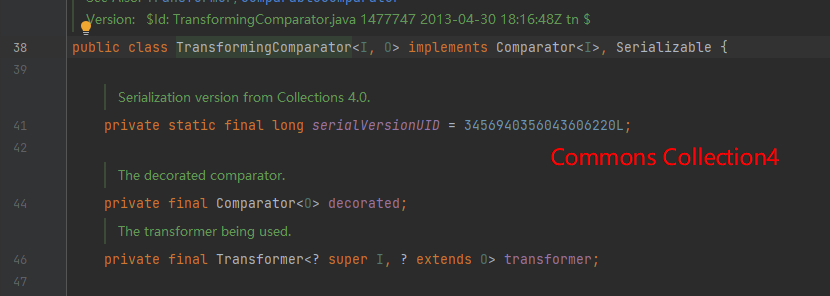 Version: $Id: TransformingComparator.java 1477747 2013-04-30 18:16:48Z tn $
38 public class TransformingComparator<I, O> implements Comparator<I>, Serializable {
39
Serialization version from Collections 4.0.
41 private static final long serialVersionUID = 3456940356043606220L;
42
Commons Collection4
The decorated comparator.
44 private final Comparator<O> decorated;
The transformer being used.
46 private final Transformer<? super I, ? extends O> transformer;
47